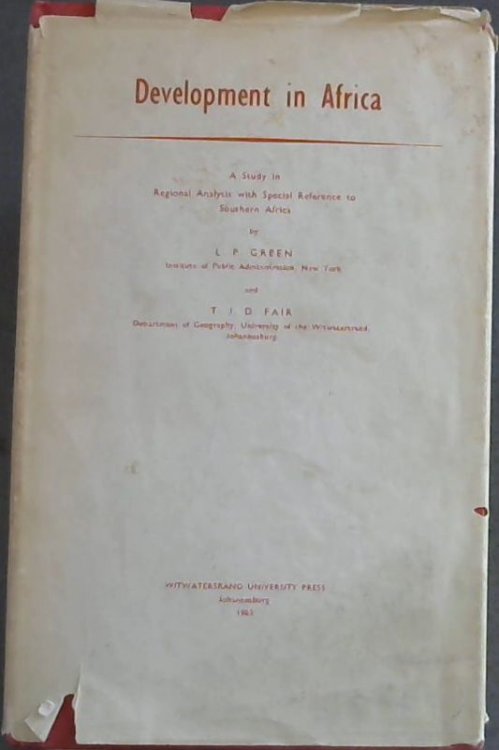 Development in Africa
A Study in
Regional Analysis with Special Reference to
Southern Africa
by
L P GREEN
Institute of Public Administration, New York
and
T J D FAIR
Department of Geography, University of the Witwatersrand,
Johannesburg
WITWATERSRAND UNIVERSITY PRESS
Johannesburg
1962